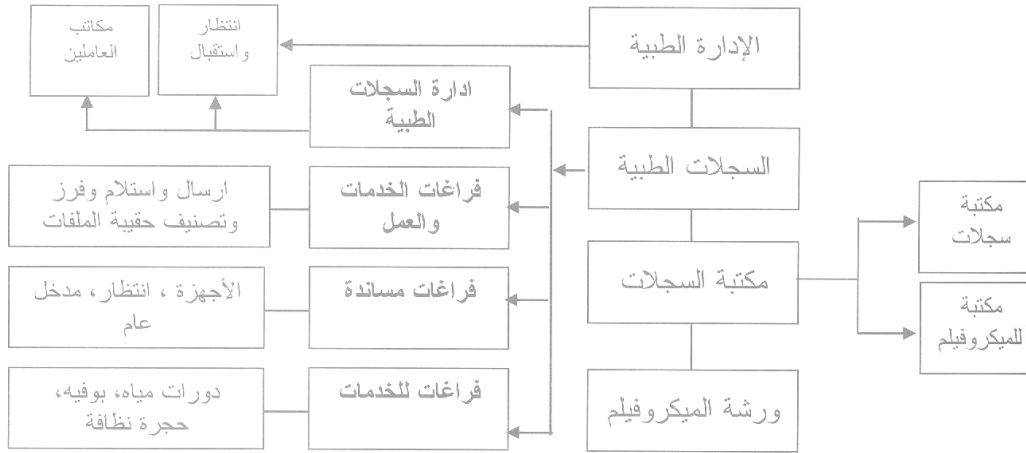 الإدارة الطبية
انتظار
واستقبال
مكاتب
العاملين
ادارة السجلات
الطبية
السجلات الطبية
فراغات الخدمات
والعمل
ارسال واستلام وفرز
وتصنيف حقيبة الملفات
مكتبة
سجلات
مكتبة السجلات
فراغات مساندة
الأجهزة ، انتظار، مدخل
عام
مكتبة
للميكروفيلم
ورشة الميكروفيلم
فراغات للخدمات
دورات مياه، بوفيه،
حجرة نظافة